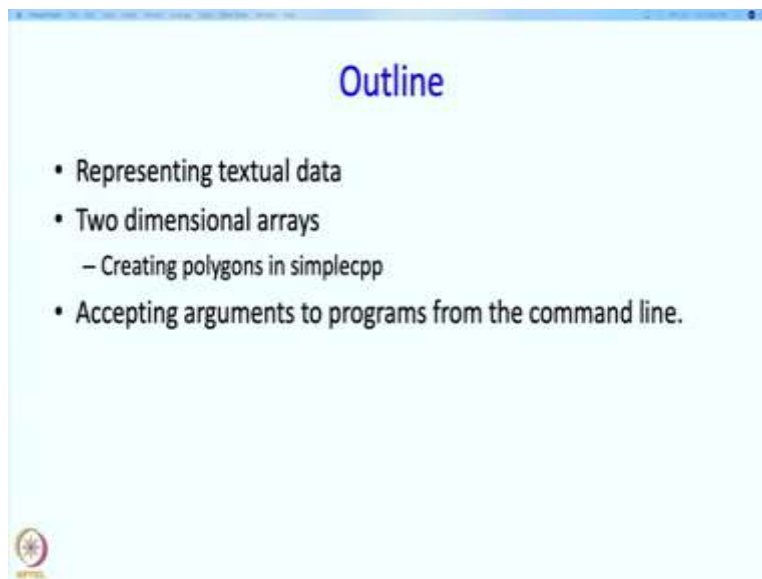 Outline
• Representing textual data
• Two dimensional arrays
– Creating polygons in simplecpp
• Accepting arguments to programs from the command line.
NPTEL